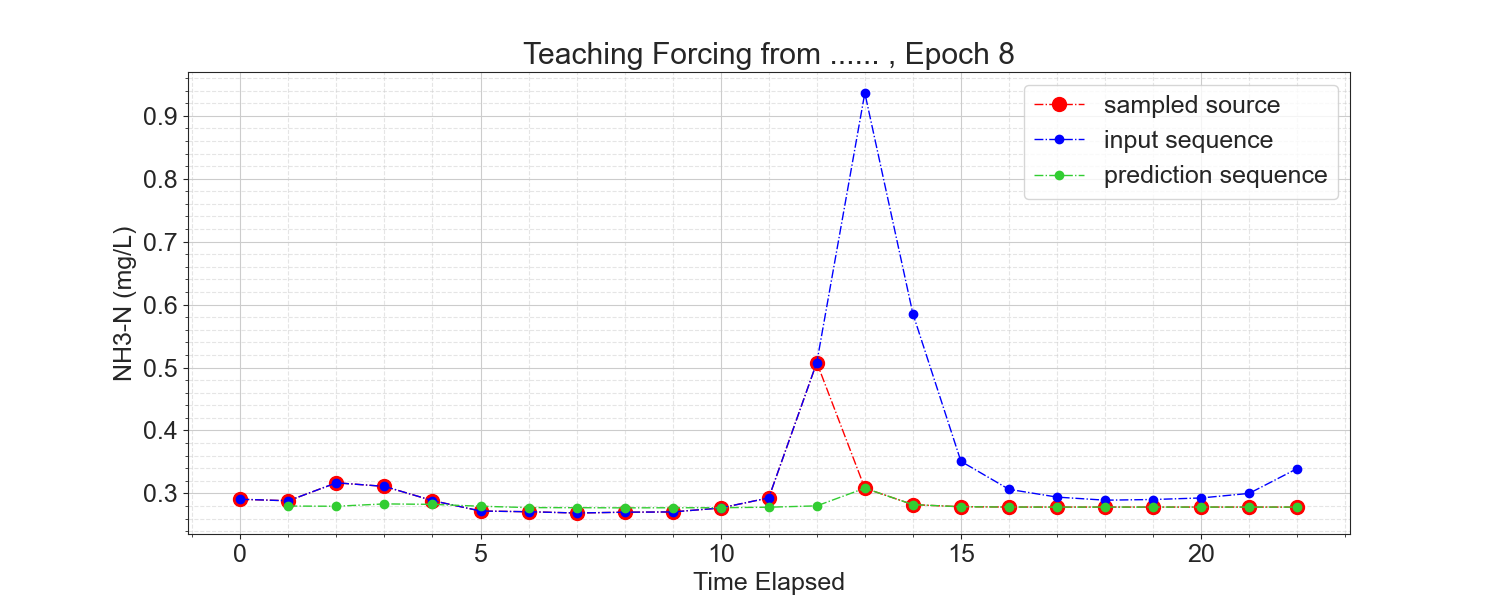 Teaching Forcing from ...... , Epoch 8
sampled source
input sequence
prediction sequence
NH3-N (mg/L)
0.9
0.8
0.7
0.6
0.5
0.4
0.3
0 5 10 15 20
Time Elapsed